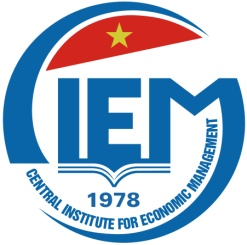 CIEM
1978
CENTRAL INSTITUTE FOR ECONOMIC MANAGEMENT